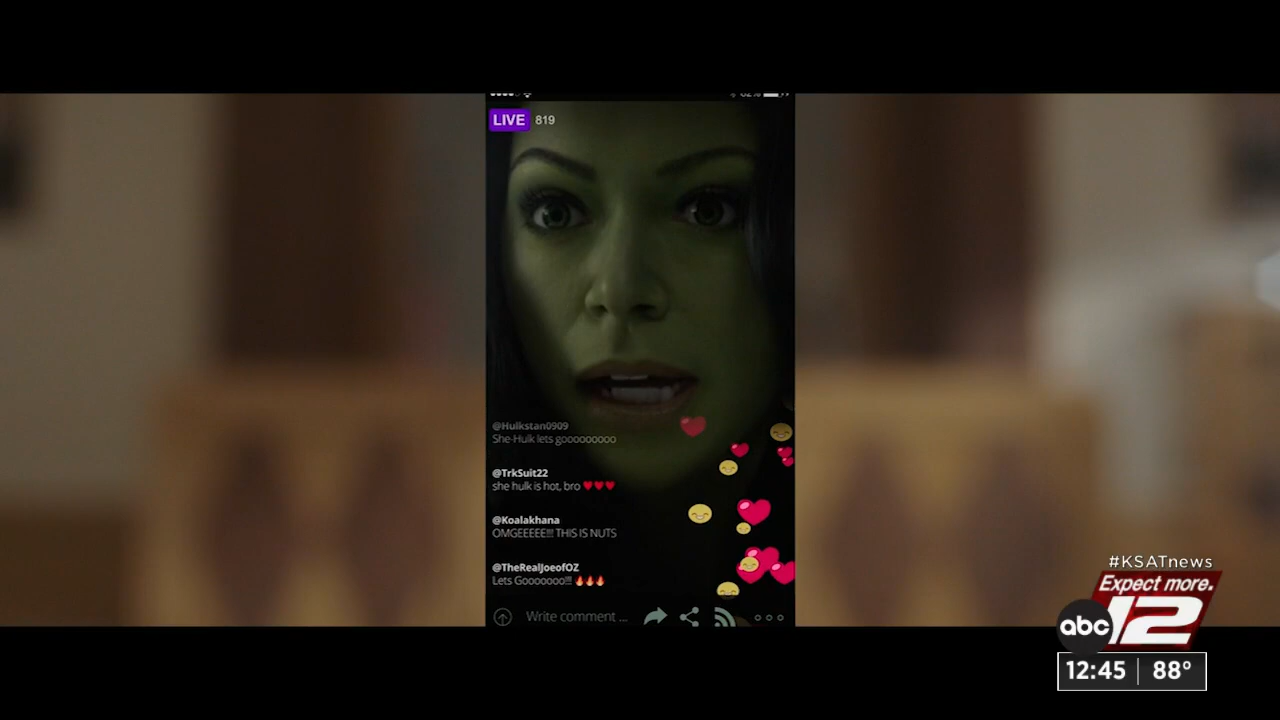 LIVE 819
@Hulkstan0909
She-Hulk lets gooooooooo
@TrkSuit22
she hulk is hot, bro ♥♥♥
@Koalakhana
OMGEEEEE!!! THIS IS NUTS
@TheRealJoeofOZ
Lets Gooooooo!!! 🔥🔥🔥
Write comment ...
#KSATnews
Expect more.
abc 12
12:45 88°